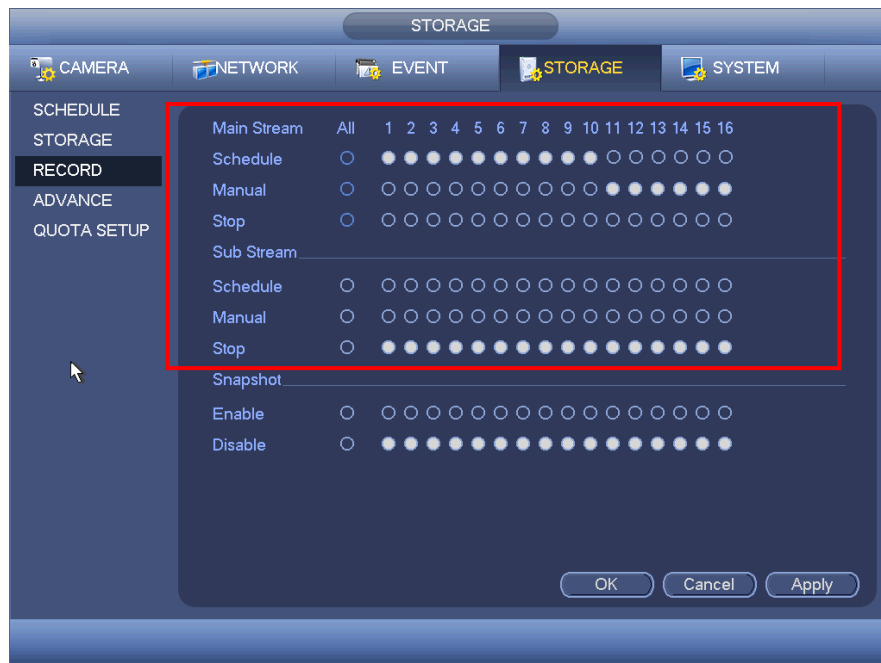 STORAGE
CAMERA NETWORK EVENT STORAGE SYSTEM
SCHEDULE
STORAGE
RECORD
ADVANCE
QUOTA SETUP
Main Stream All 1 2 3 4 5 6 7 8 9 10 11 12 13 14 15 16
Schedule
Manual
Stop
Sub Stream
Schedule
Manual
Stop
Snapshot
Enable
Disable
OK Cancel Apply